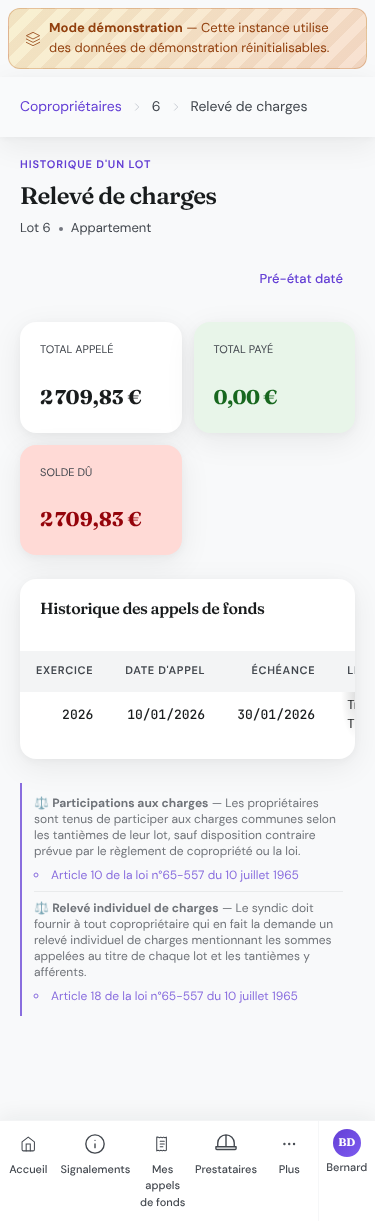 Mode démonstration — Cette instance utilise
des données de démonstration réinitialisables.
Copropriétaires > 6 > Relevé de charges
HISTORIQUE D'UN LOT
Relevé de charges
Lot 6 • Appartement
Pré-état daté
TOTAL APPELÉ
2 709,83 €
TOTAL PAYÉ
0,00 €
SOLDE DÛ
2 709,83 €
Historique des appels de fonds
EXERCICE DATE D'APPEL ÉCHÉANCE
2026 10/01/2026 30/01/2026
Participations aux charges — Les propriétaires
sont tenus de participer aux charges communes selon
les tantièmes de leur lot, sauf disposition contraire
prévue par le règlement de copropriété ou la loi.
Article 10 de la loi n°65-557 du 10 juillet 1965
Relevé individuel de charges — Le syndic doit
fournir à tout copropriétaire qui en fait la demande un
relevé individuel de charges mentionnant les sommes
appelées au titre de chaque lot et les tantièmes y
afférents.
Article 18 de la loi n°65-557 du 10 juillet 1965
Accueil
Signalements
Mes
appels
de fonds
Prestataires
Plus
BD
Bernard